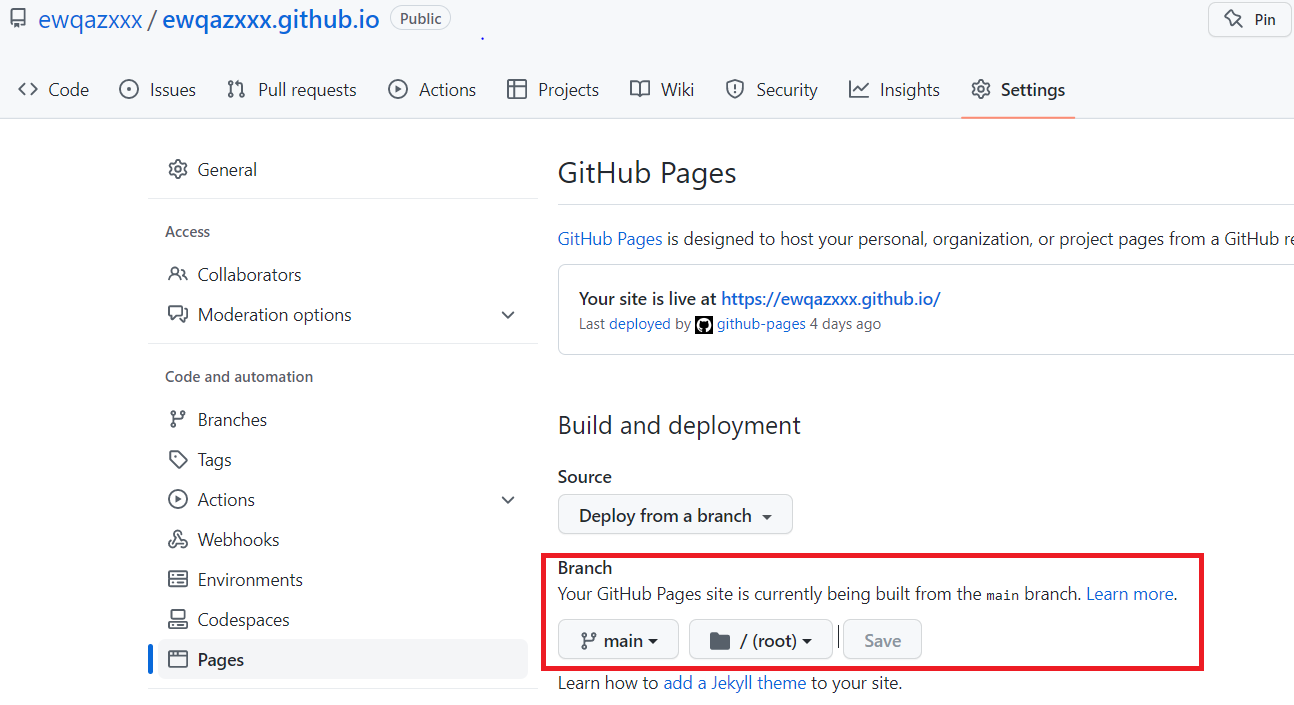 ewqazxxx / ewqazxxx.github.io Public
Pin
Code Issues Pull requests Actions Projects Wiki Security Insights Settings
General
Access
Collaborators
Moderation options
Code and automation
Branches
Tags
Actions
Webhooks
Environments
Codespaces
Pages
GitHub Pages
GitHub Pages is designed to host your personal, organization, or project pages from a GitHub re
Your site is live at https://ewqazxxx.github.io/
Last deployed by github-pages 4 days ago
Build and deployment
Source
Deploy from a branch
Branch
Your GitHub Pages site is currently being built from the main branch. Learn more.
main / (root) Save
Learn how to add a Jekyll theme to your site.